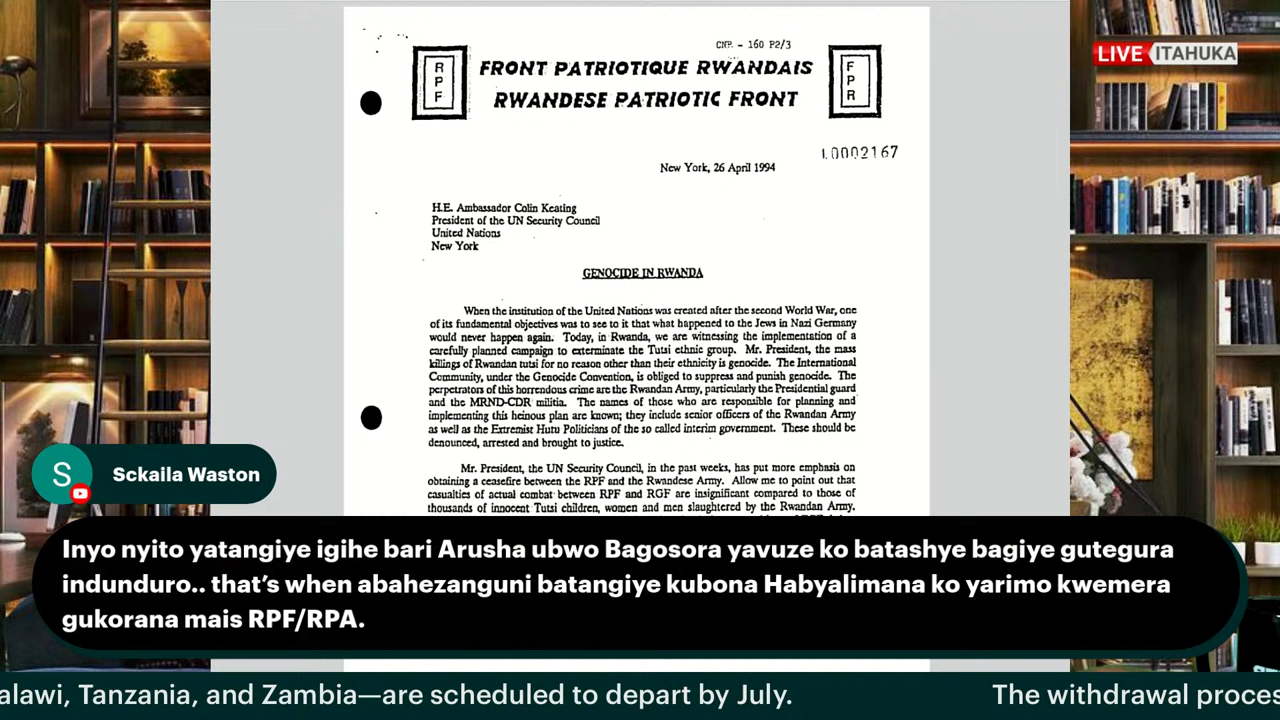 CNP. - 160 P2/3
LIVE ITAHUKA
RPF
FRONT PATRIOTIQUE RWANDAIS
RWANDESE PATRIOTIC FRONT
FPR
L0002167
New York, 26 April 1994
H.E. Ambassador Colin Keating
President of the UN Security Council
United Nations
New York
GENOCIDE IN RWANDA
When the institution of the United Nations was created after the second World War, one
of its fundamental objectives was to see to it that what happened to the Jews in Nazi Germany
would never happen again. Today, in Rwanda, we are witnessing the implementation of a
carefully planned campaign to exterminate the Tutsi ethnic group. Mr. President, the mass
killings of Rwandan tutsi for no reason other than their ethnicity is genocide. The International
Community, under the Genocide Convention, is obliged to suppress and punish genocide. The
perpetrators of this horrendous crime are the Rwandan Army, particularly the Presidential guard
and the MRND-CDR militia. The names of those who are responsible for planning and
implementing this heinous plan are known; they include senior officers of the Rwandan Army
as well as the Extremist Hutu Politicians of the so called interim government. These should be
denounced, arrested and brought to justice.
Mr. President, the UN Security Council, in the past weeks, has put more emphasis on
obtaining a ceasefire between the RPF and the Rwandese Army. Allow me to point out that
casualties of actual combat between RPF and RGF are insignificant compared to those of
thousands of innocent Tutsi children, women and men slaughtered by the Rwandan Army.
S
Sckaila Waston
Inyo nyito yatangiye igihe bari Arusha ubwo Bagosora yavuze ko batashye bagiye gutegura
indunduro.. that's when abahezanguni batangiye kubona Habyalimana ko yarimo kwemera
gukorana mais RPF/RPA.
alawi, Tanzania, and Zambia—are scheduled to depart by July. The withdrawal proces